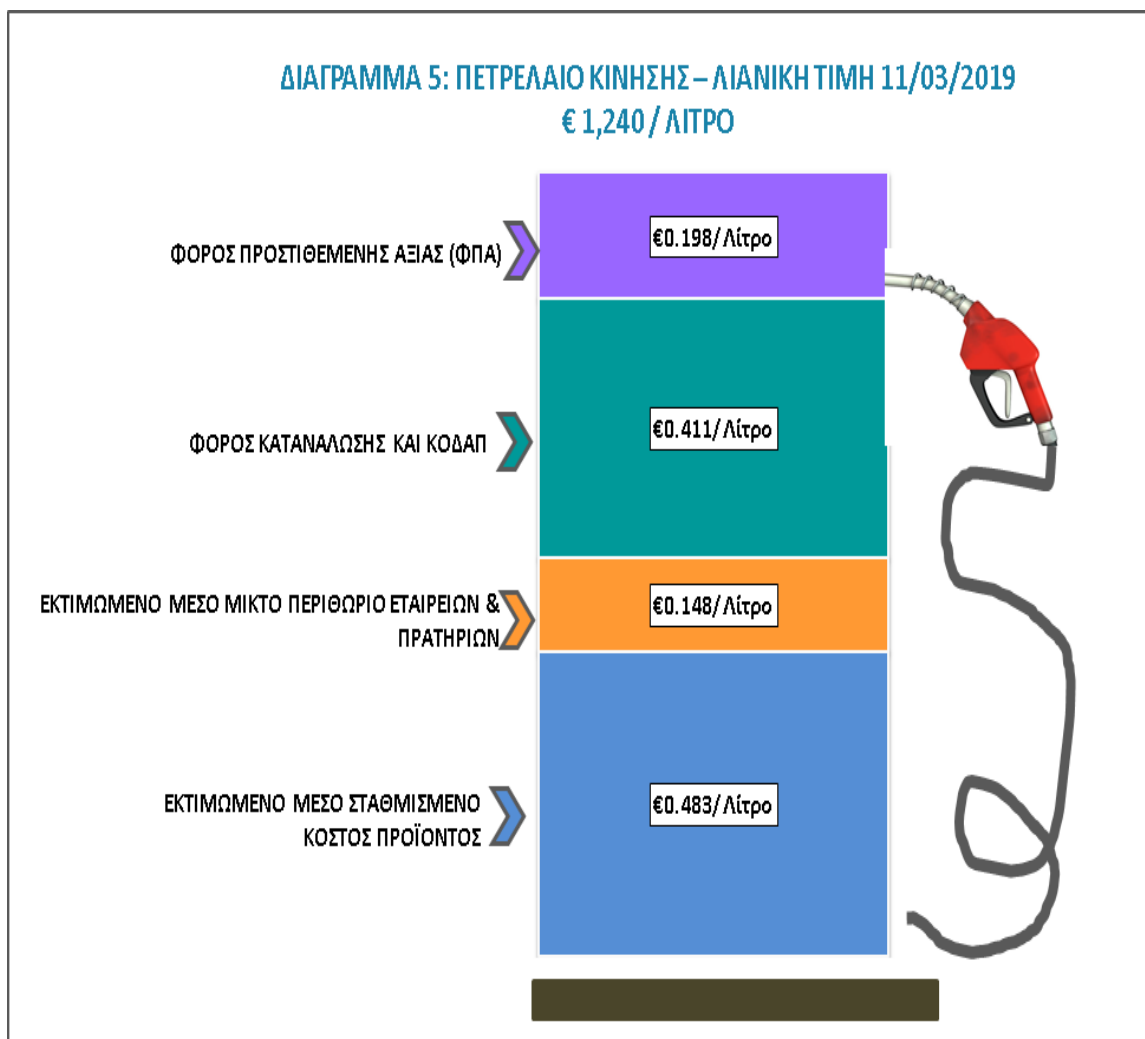 ΔΙΑΓΡΑΜΜΑ 5: ΠΕΤΡΕΛΑΙΟ ΚΙΝΗΣΗΣ – ΛΙΑΝΙΚΗ ΤΙΜΗ 11/03/2019
€ 1,240 / ΛΙΤΡΟ
€0.198/ Λίτρο
ΦΟΡΟΣ ΠΡΟΣΤΙΘΕΜΕΝΗΣ ΑΞΙΑΣ (ΦΠΑ)
€0.411/ Λίτρο
ΦΟΡΟΣ ΚΑΤΑΝΑΛΩΣΗΣ ΚΑΙ ΚΟΔΑΠ
€0.148/ Λίτρο
ΕΚΤΙΜΩΜΕΝΟ ΜΕΣΟ ΜΙΚΤΟ ΠΕΡΙΘΩΡΙΟ ΕΤΑΙΡΕΙΩΝ &
ΠΡΑΤΗΡΙΩΝ
€0.483/ Λίτρο
ΕΚΤΙΜΩΜΕΝΟ ΜΕΣΟ ΣΤΑΘΜΙΣΜΕΝΟ
ΚΟΣΤΟΣ ΠΡΟΪΟΝΤΟΣ